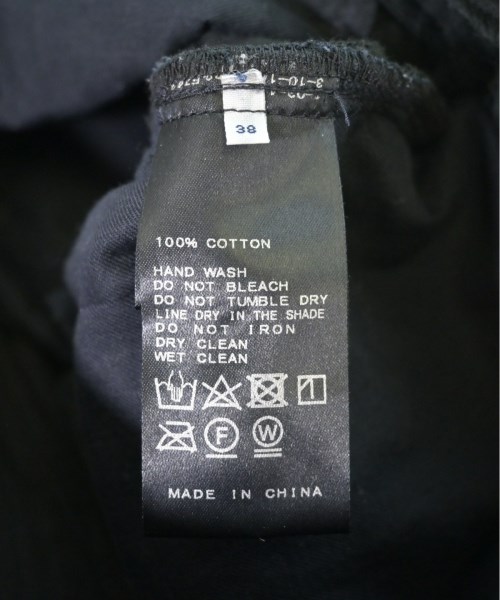 38
100% COTTON
HAND WASH
DO NOT BLEACH
DO NOT TUMBLE DRY
LINE DRY IN THE SHADE
DO NOT IRON
DRY CLEAN
WET CLEAN
F W
MADE IN CHINA